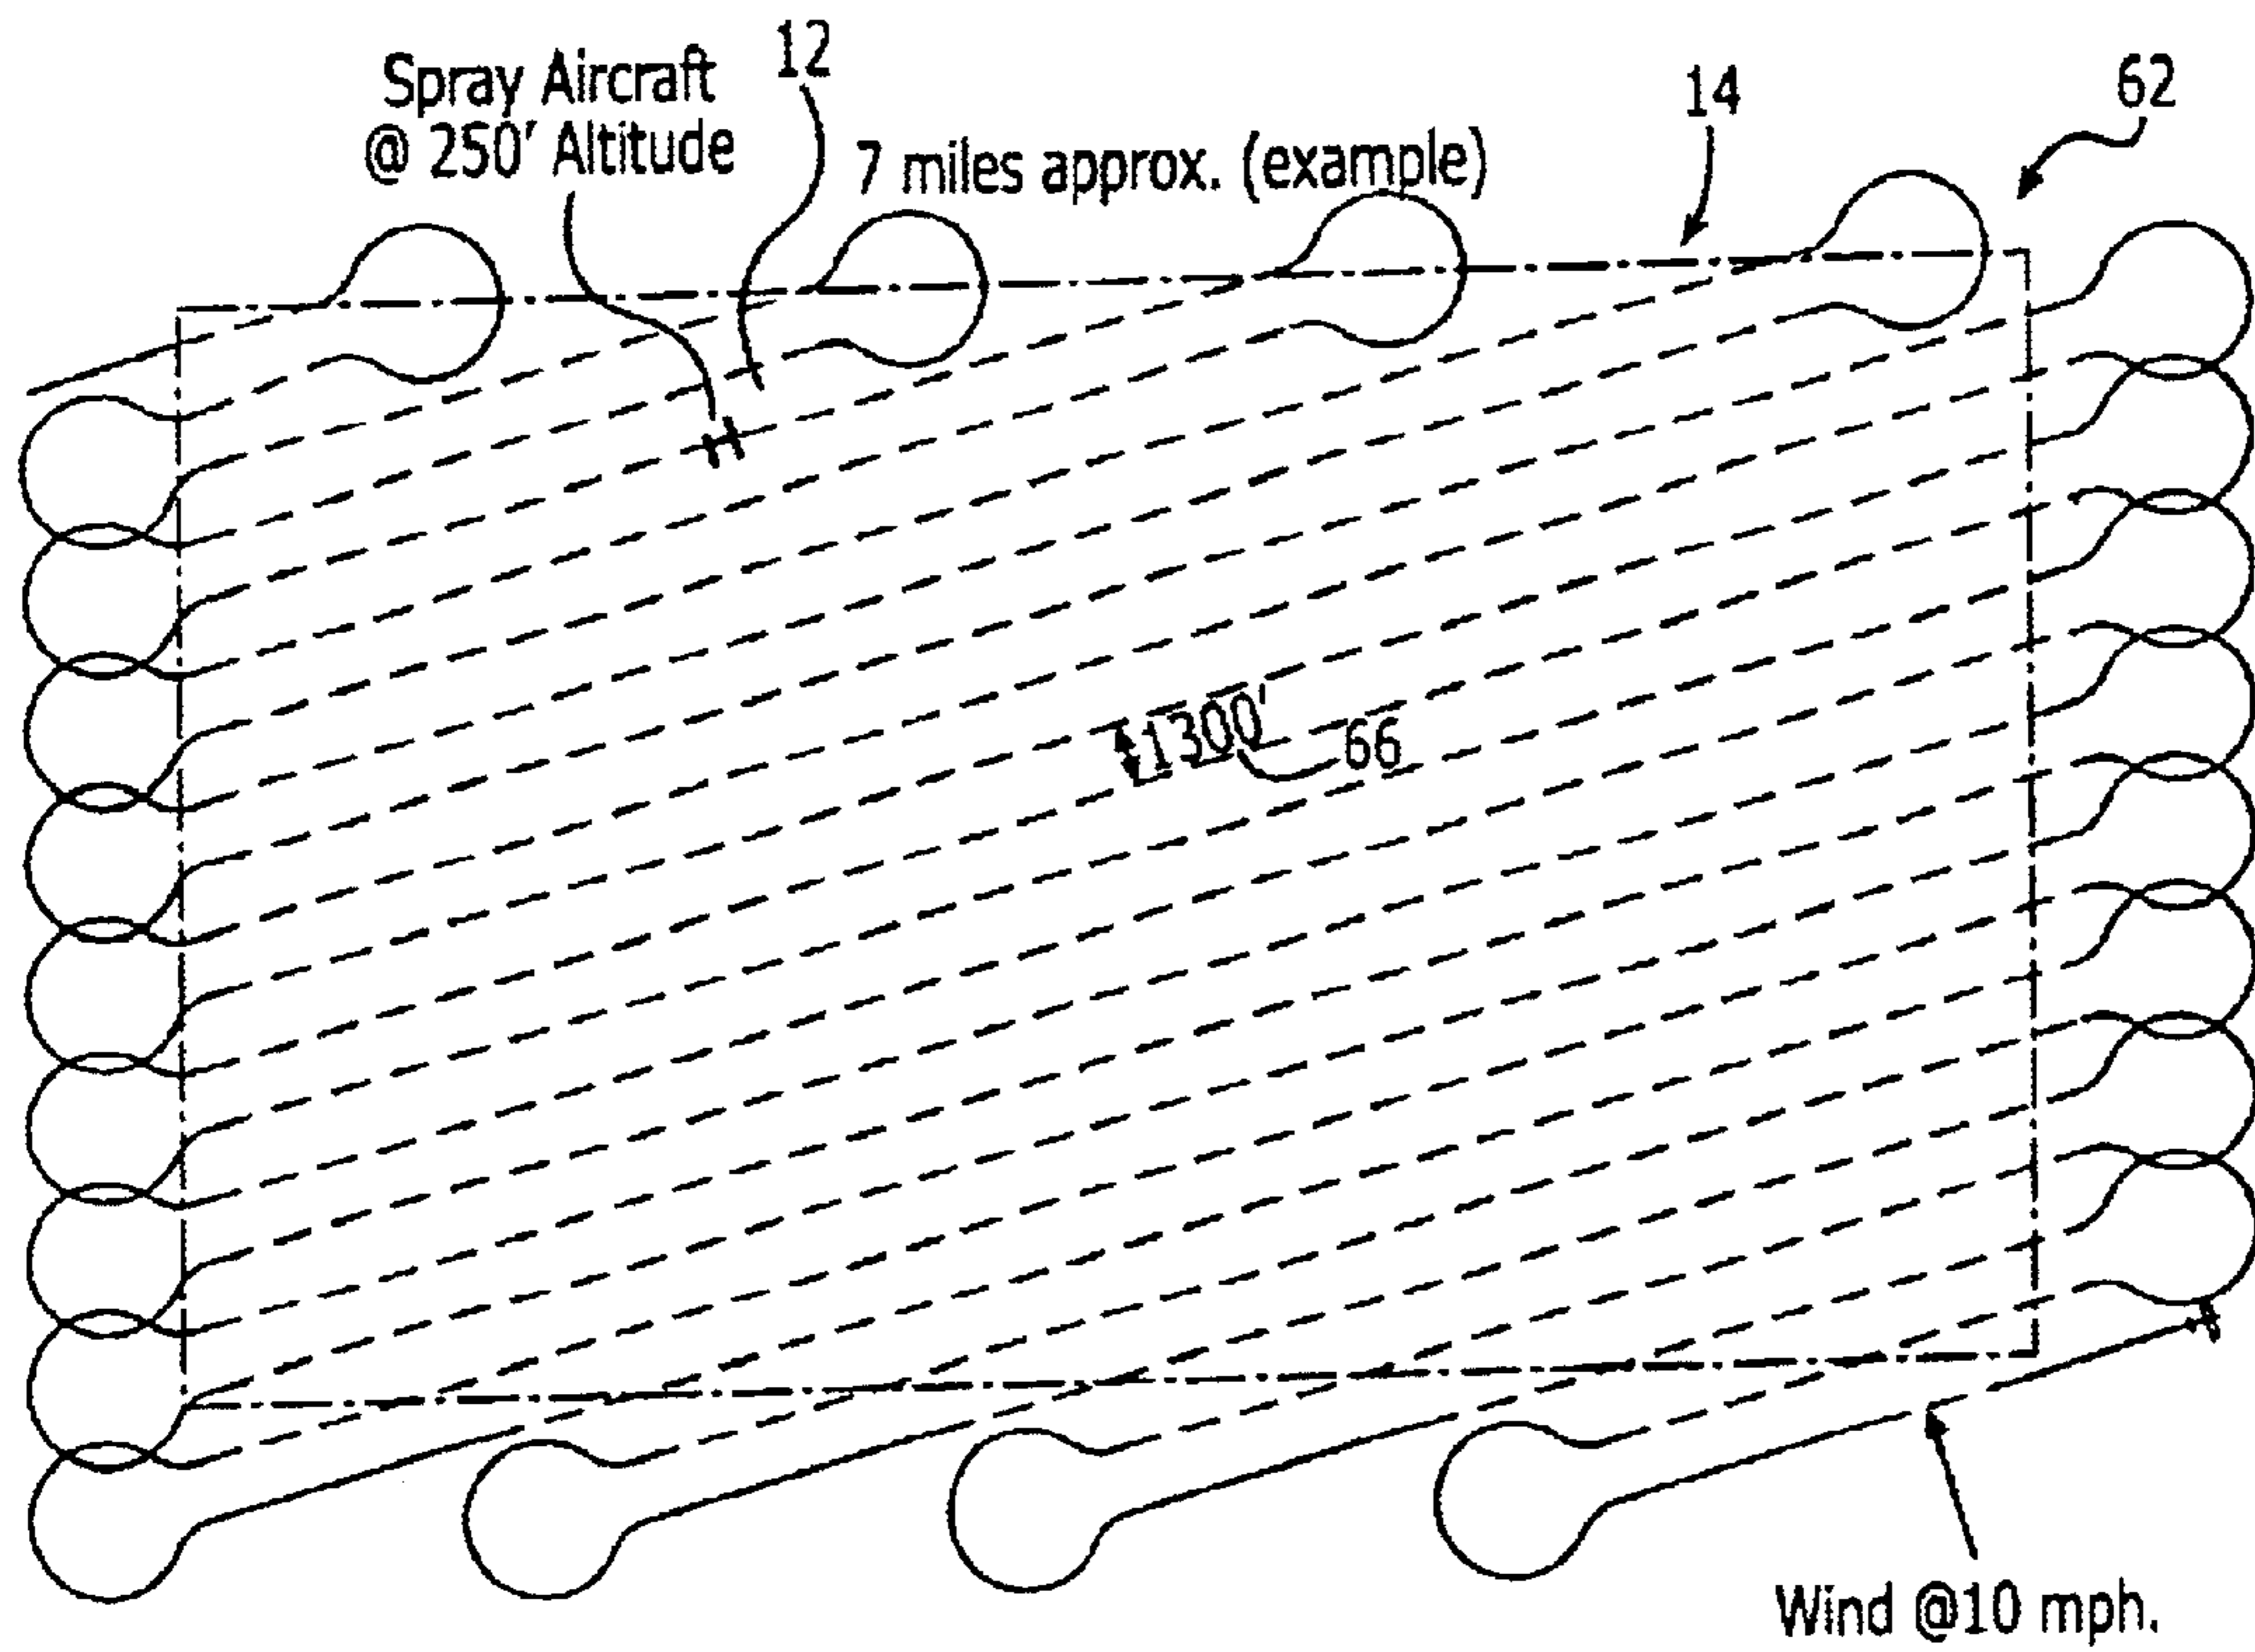 Spray Aircraft
@ 250' Altitude
12
7 miles approx. (example)
14
62
1300'
66
Wind @10 mph.